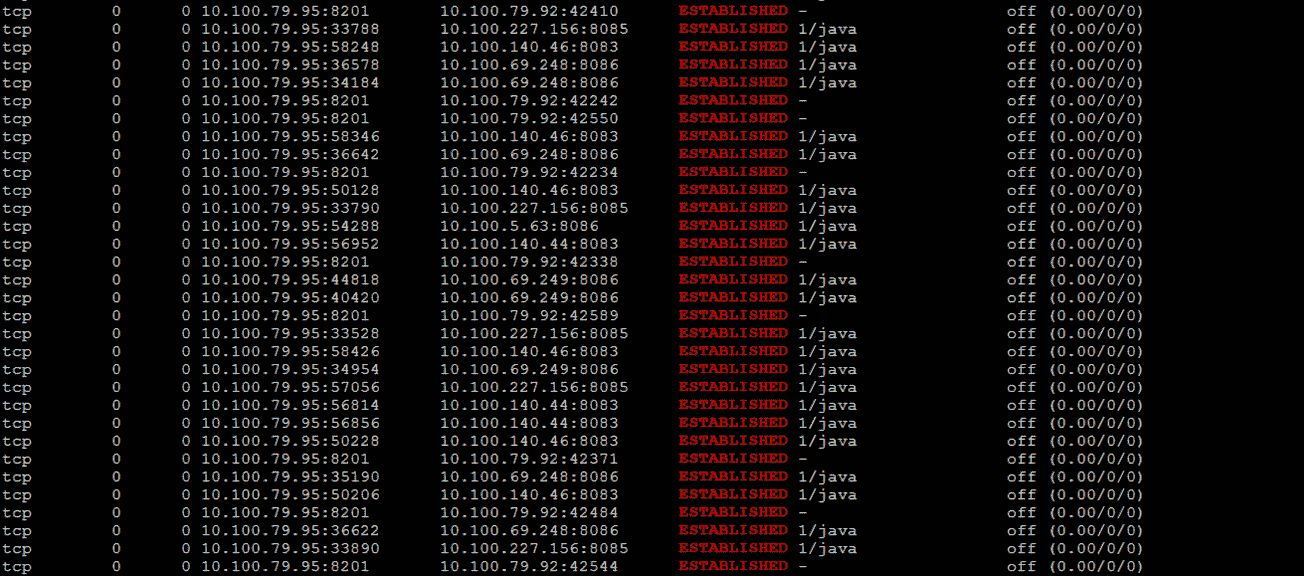 tcp 0 0 10.100.79.95:8201 10.100.79.92:42410 ESTABLISHED - off (0.00/0/0)
tcp 0 0 10.100.79.95:33788 10.100.227.156:8085 ESTABLISHED 1/java off (0.00/0/0)
tcp 0 0 10.100.79.95:58248 10.100.140.46:8083 ESTABLISHED 1/java off (0.00/0/0)
tcp 0 0 10.100.79.95:36578 10.100.69.248:8086 ESTABLISHED 1/java off (0.00/0/0)
tcp 0 0 10.100.79.95:34184 10.100.69.248:8086 ESTABLISHED 1/java off (0.00/0/0)
tcp 0 0 10.100.79.95:8201 10.100.79.92:42242 ESTABLISHED - off (0.00/0/0)
tcp 0 0 10.100.79.95:8201 10.100.79.92:42550 ESTABLISHED - off (0.00/0/0)
tcp 0 0 10.100.79.95:58346 10.100.140.46:8083 ESTABLISHED 1/java off (0.00/0/0)
tcp 0 0 10.100.79.95:36642 10.100.69.248:8086 ESTABLISHED 1/java off (0.00/0/0)
tcp 0 0 10.100.79.95:8201 10.100.79.92:42234 ESTABLISHED - off (0.00/0/0)
tcp 0 0 10.100.79.95:50128 10.100.140.46:8083 ESTABLISHED 1/java off (0.00/0/0)
tcp 0 0 10.100.79.95:33790 10.100.227.156:8085 ESTABLISHED 1/java off (0.00/0/0)
tcp 0 0 10.100.79.95:54288 10.100.5.63:8086 ESTABLISHED 1/java off (0.00/0/0)
tcp 0 0 10.100.79.95:56952 10.100.140.44:8083 ESTABLISHED 1/java off (0.00/0/0)
tcp 0 0 10.100.79.95:8201 10.100.79.92:42338 ESTABLISHED - off (0.00/0/0)
tcp 0 0 10.100.79.95:44818 10.100.69.249:8086 ESTABLISHED 1/java off (0.00/0/0)
tcp 0 0 10.100.79.95:40420 10.100.69.249:8086 ESTABLISHED 1/java off (0.00/0/0)
tcp 0 0 10.100.79.95:8201 10.100.79.92:42589 ESTABLISHED - off (0.00/0/0)
tcp 0 0 10.100.79.95:33528 10.100.227.156:8085 ESTABLISHED 1/java off (0.00/0/0)
tcp 0 0 10.100.79.95:58426 10.100.140.46:8083 ESTABLISHED 1/java off (0.00/0/0)
tcp 0 0 10.100.79.95:34954 10.100.69.249:8086 ESTABLISHED 1/java off (0.00/0/0)
tcp 0 0 10.100.79.95:57056 10.100.227.156:8085 ESTABLISHED 1/java off (0.00/0/0)
tcp 0 0 10.100.79.95:56814 10.100.140.44:8083 ESTABLISHED 1/java off (0.00/0/0)
tcp 0 0 10.100.79.95:56856 10.100.140.44:8083 ESTABLISHED 1/java off (0.00/0/0)
tcp 0 0 10.100.79.95:50228 10.100.140.46:8083 ESTABLISHED 1/java off (0.00/0/0)
tcp 0 0 10.100.79.95:8201 10.100.79.92:42371 ESTABLISHED - off (0.00/0/0)
tcp 0 0 10.100.79.95:35190 10.100.69.248:8086 ESTABLISHED 1/java off (0.00/0/0)
tcp 0 0 10.100.79.95:50206 10.100.140.46:8083 ESTABLISHED 1/java off (0.00/0/0)
tcp 0 0 10.100.79.95:8201 10.100.79.92:42484 ESTABLISHED - off (0.00/0/0)
tcp 0 0 10.100.79.95:36622 10.100.69.248:8086 ESTABLISHED 1/java off (0.00/0/0)
tcp 0 0 10.100.79.95:33890 10.100.227.156:8085 ESTABLISHED 1/java off (0.00/0/0)
tcp 0 0 10.100.79.95:8201 10.100.79.92:42544 ESTABLISHED - off (0.00/0/0)